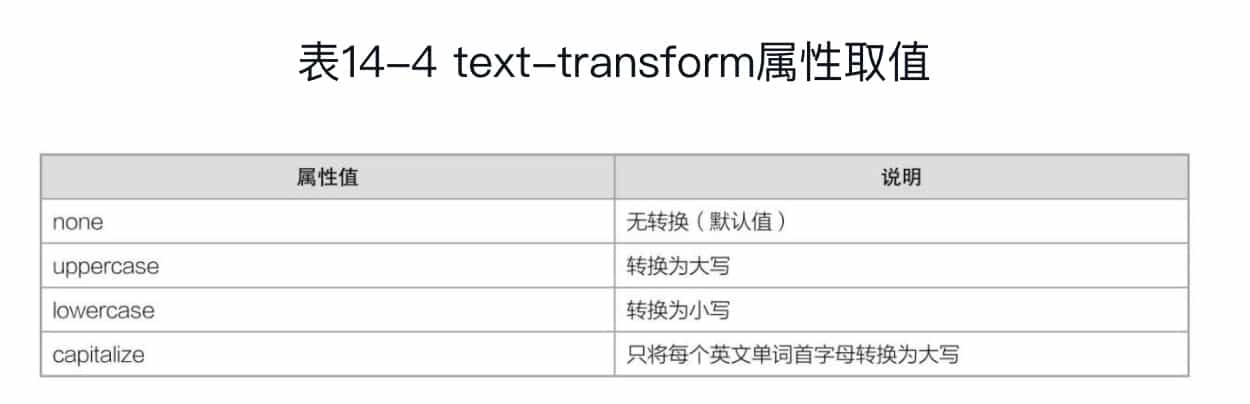 表14-4 text-transform属性取值
属性值 说明
none 无转换（默认值）
uppercase 转换为大写
lowercase 转换为小写
capitalize 只将每个英文单词首字母转换为大写